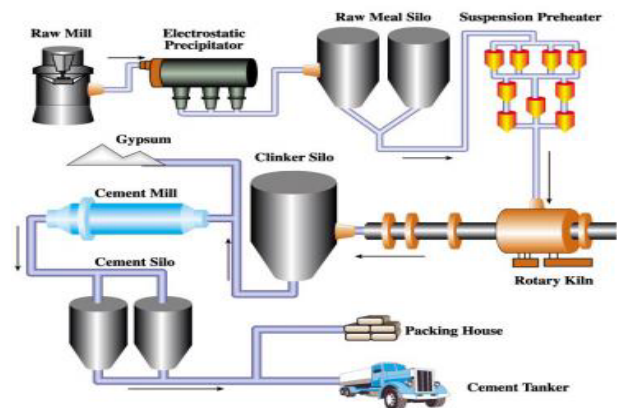 Raw Mill
Electrostatic
Precipitator
Raw Meal Silo
Suspension Preheater
Gypsum
Clinker Silo
Cement Mill
Cement Silo
Rotary Kiln
Packing House
Cement Tanker